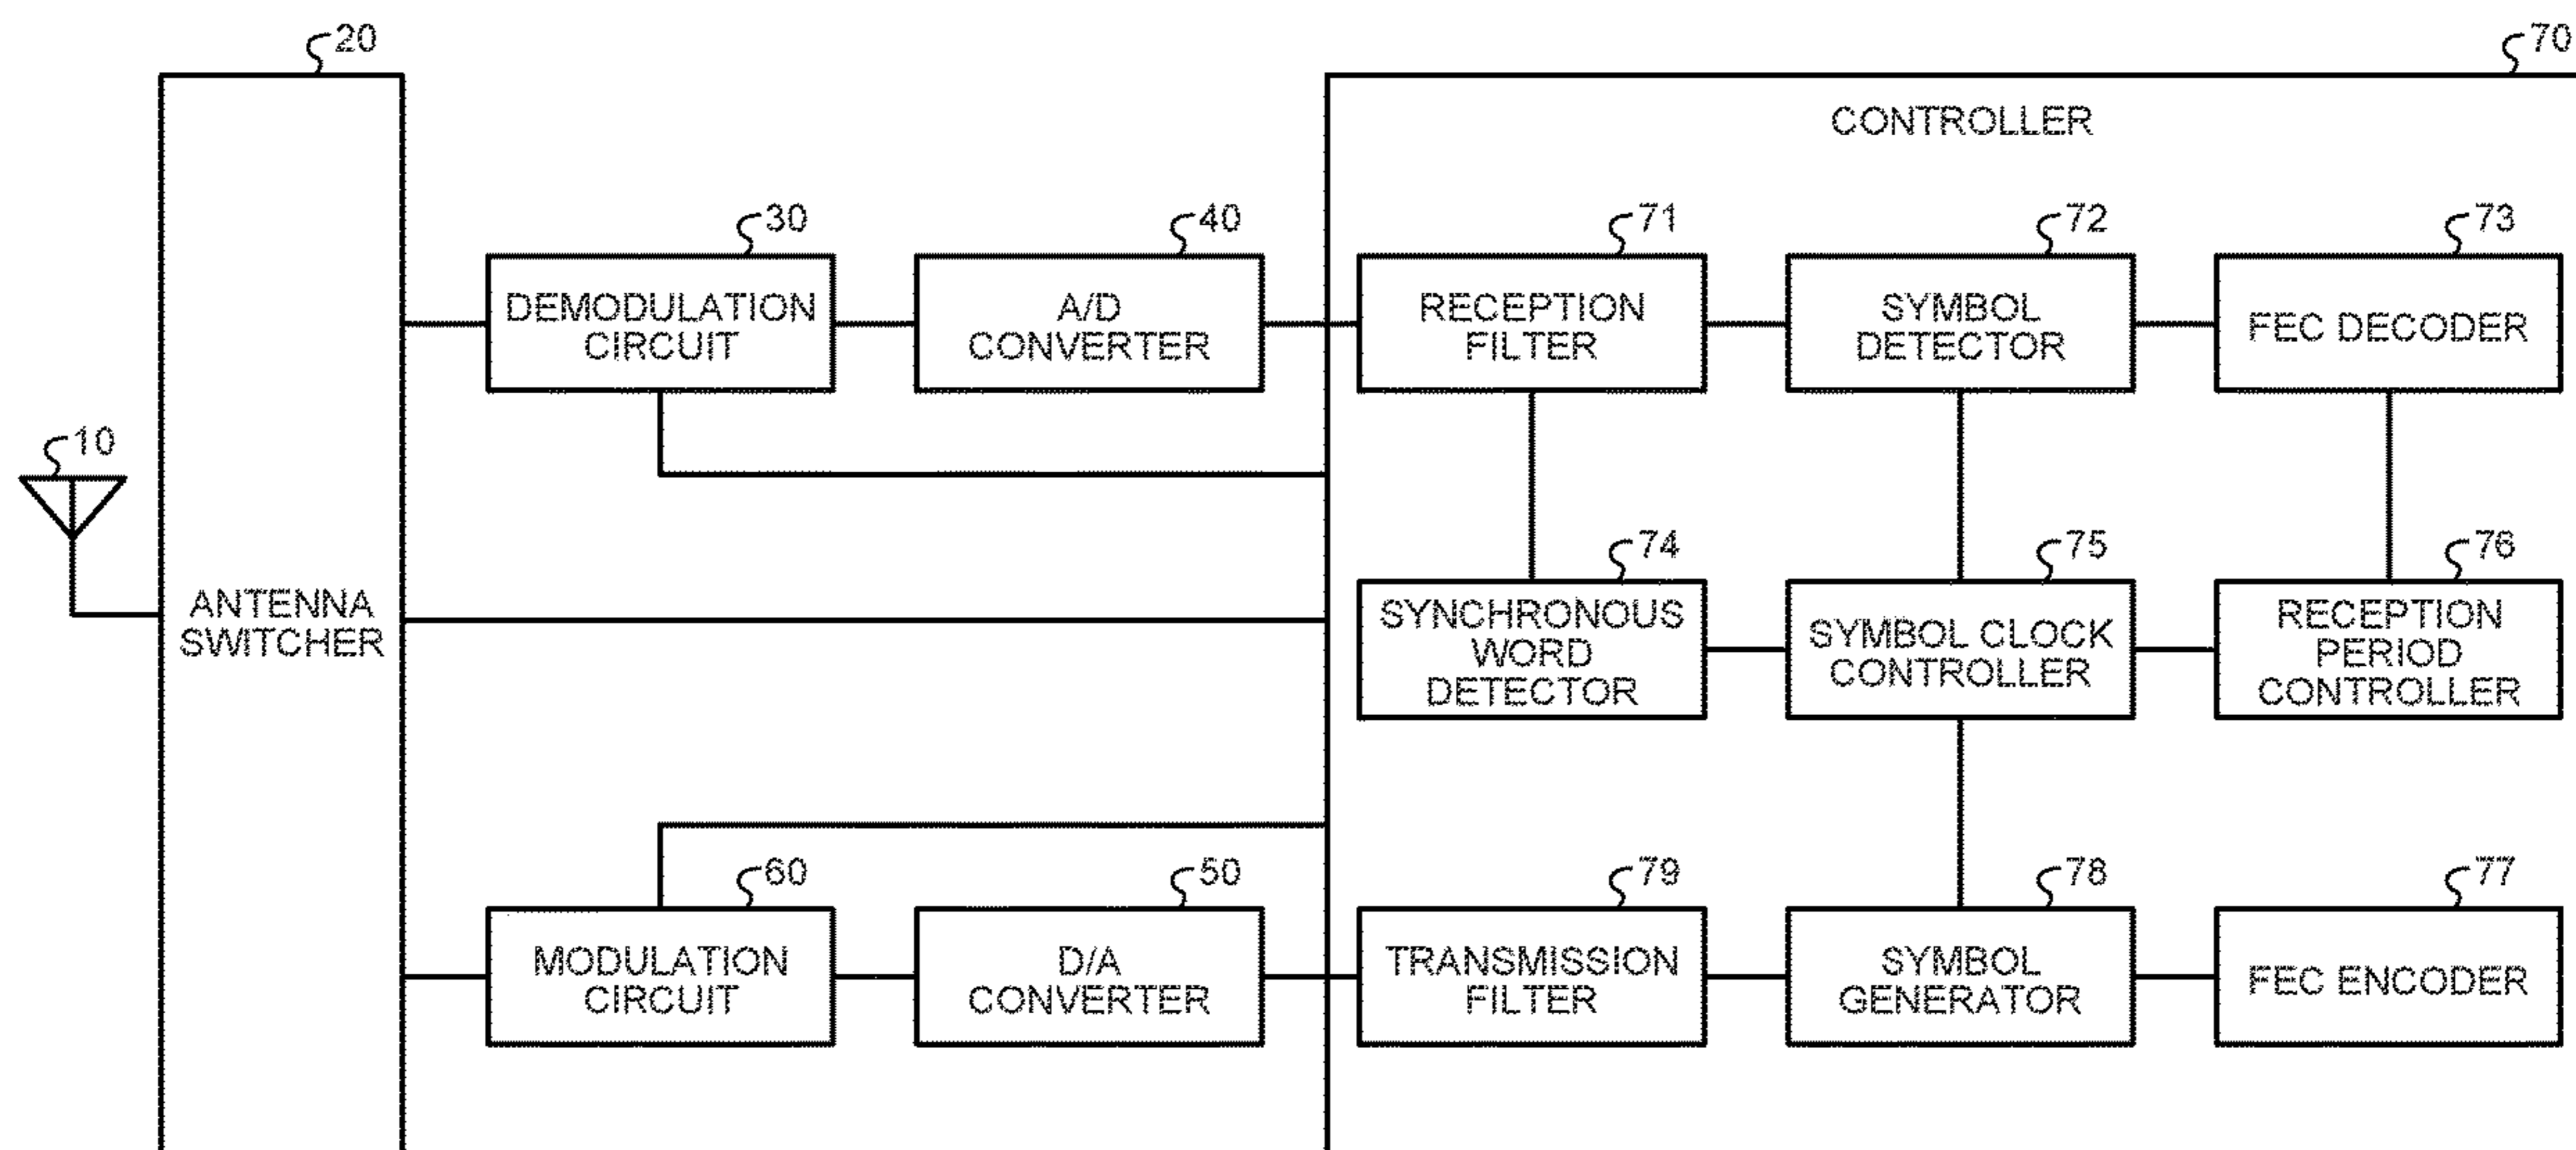 20
70
CONTROLLER
30
40
71
72
73
DEMODULATION
CIRCUIT
A/D
CONVERTER
RECEPTION
FILTER
SYMBOL
DETECTOR
FEC DECODER
10
74
75
76
ANTENNA
SWITCHER
SYNCHRONOUS
WORD
DETECTOR
SYMBOL CLOCK
CONTROLLER
RECEPTION
PERIOD
CONTROLLER
60
50
79
78
77
MODULATION
CIRCUIT
D/A
CONVERTER
TRANSMISSION
FILTER
SYMBOL
GENERATOR
FEC ENCODER